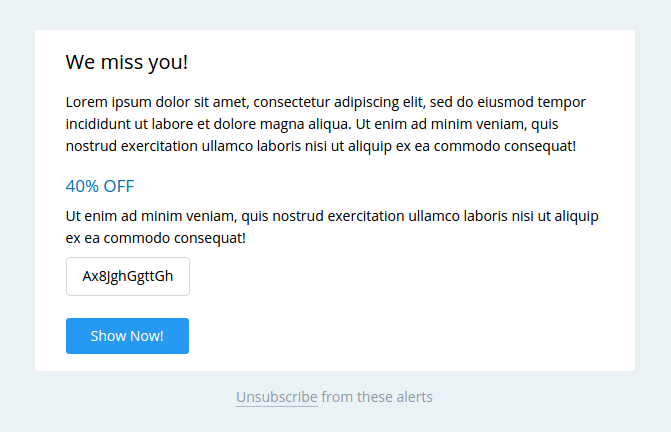 We miss you!
Lorem ipsum dolor sit amet, consectetur adipiscing elit, sed do eiusmod tempor
incididunt ut labore et dolore magna aliqua. Ut enim ad minim veniam, quis
nostrud exercitation ullamco laboris nisi ut aliquip ex ea commodo consequat!
40% OFF
Ut enim ad minim veniam, quis nostrud exercitation ullamco laboris nisi ut aliquip
ex ea commodo consequat!
Ax8JghGgttGh
Show Now!
Unsubscribe from these alerts